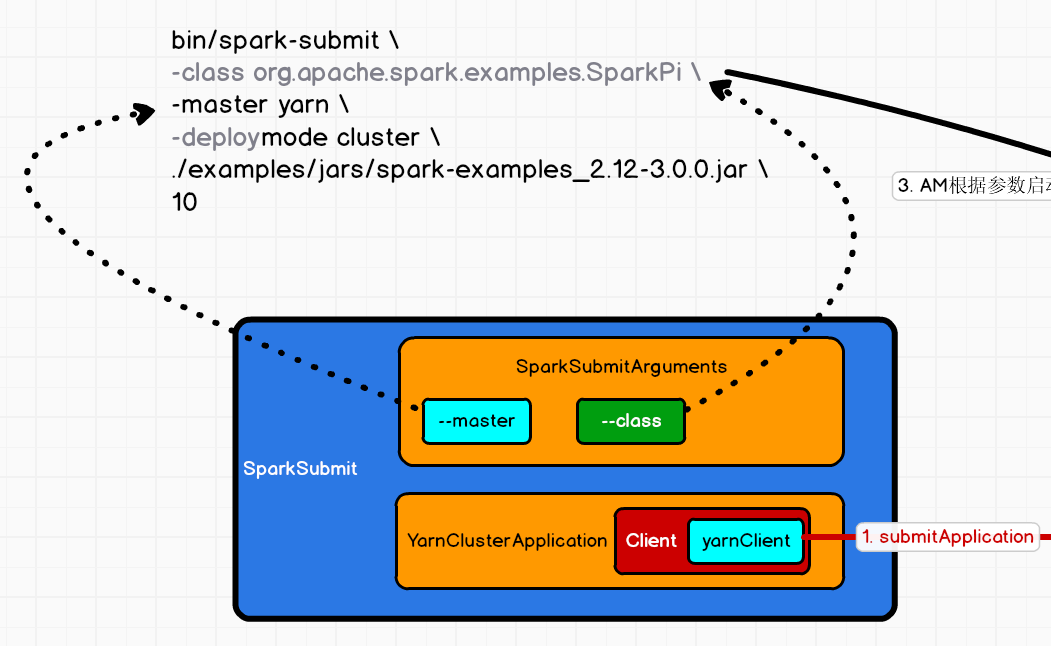 bin/spark-submit \
-class org.apache.spark.examples.SparkPi \
-master yarn \
-deploymode cluster \
./examples/jars/spark-examples_2.12-3.0.0.jar \
10
3. AM根据参数启动
SparkSubmitArguments
--master
--class
SparkSubmit
YarnClusterApplication
Client
yarnClient
1. submitApplication